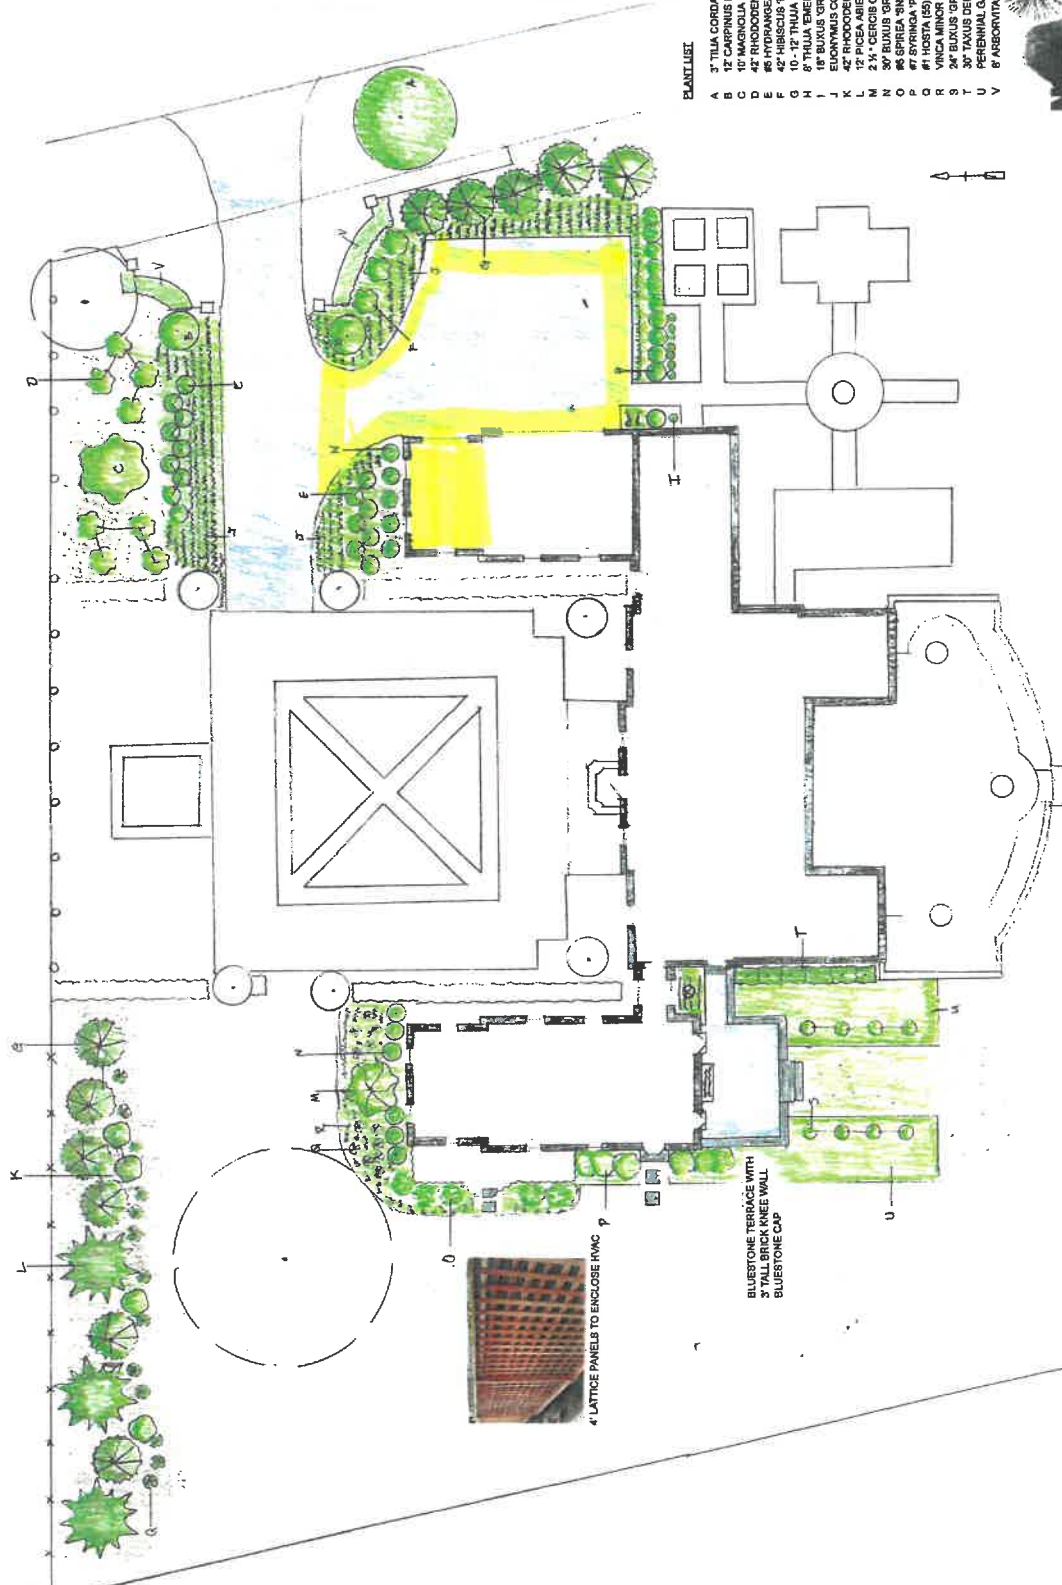 PLANT LIST
A 3" TILIA CORDA
B 12' CARPINUS
C 10' MAGNOLIA
D 42" RHODODEN
E #5 HYDRANGE
F 42" HIBISCUS
G 10 - 12' THUJA
H 8' THUJA 'EME
I 18" BUXUS 'GR
J EUONYMUS CO
K 42" RHODODE
L 12' PICEA ABIE
M 2 ½" CERCIS C
N 30" BUXUS 'GR
O #5 SPIREA 'SN
P #7 SYRINGA 'P
Q #1 HOSTA (55)
R VINCA MINOR
S 24" BUXUS 'GR
T 30" TAXUS DE
U PERENNIAL G
V 6' ARBORVITA
4' LATTICE PANELS TO ENCLOSE HVAC
BLUESTONE TERRACE WITH
3' TALL BRICK KNEE WALL
BLUESTONE CAP
A
V
V
D
B
E
C
J
J
G
F
H
E
J
I
G
K
L
Q
N
M
R
G
O
P
T
U
S
U